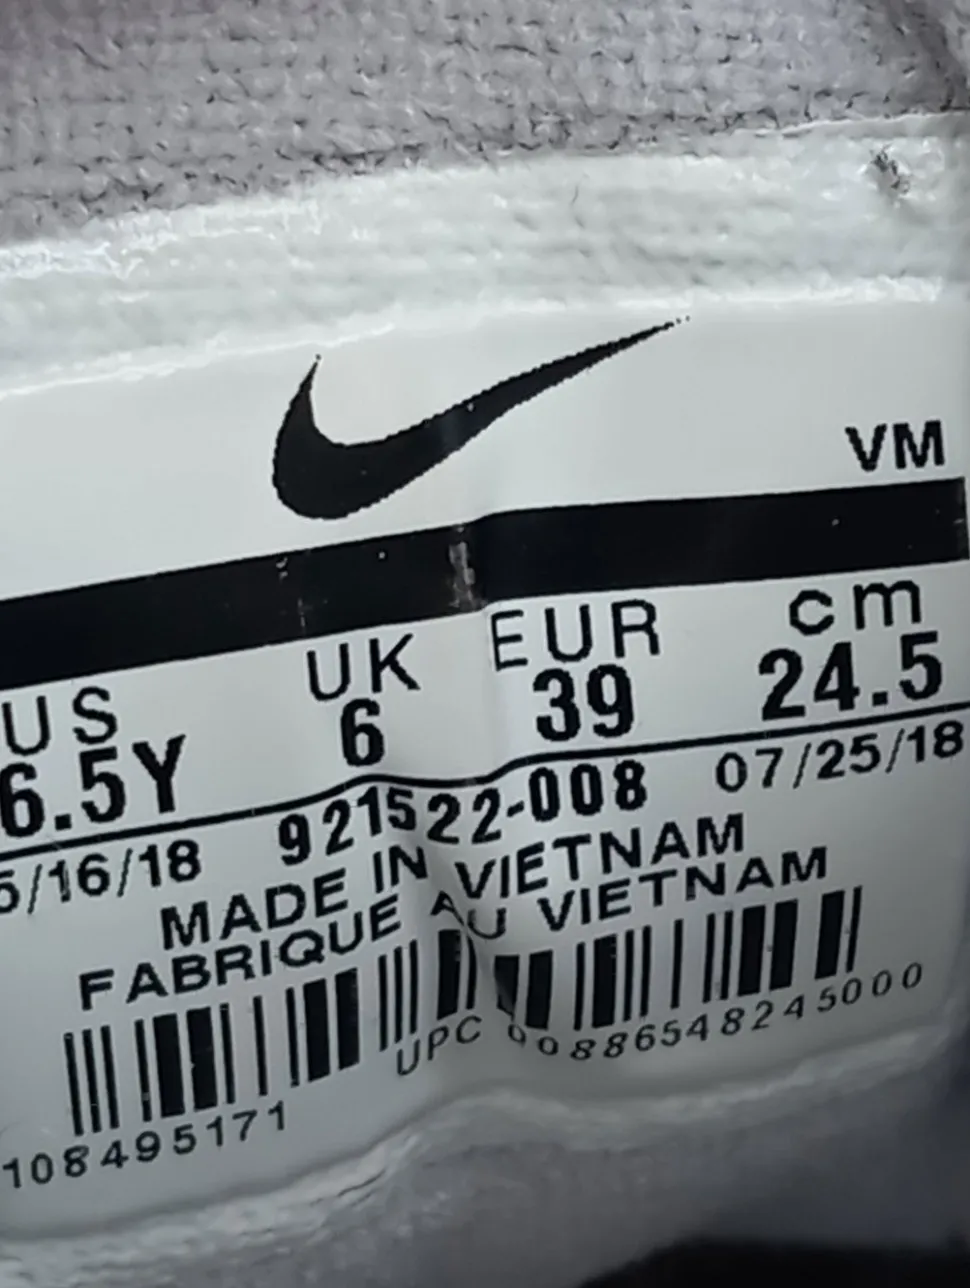 VM
US UK EUR cm
6.5Y 6 39 24.5
5/16/18 921522-008 07/25/18
MADE IN VIETNAM
FABRIQUE AU VIETNAM
UPC 00886548245000
108495171